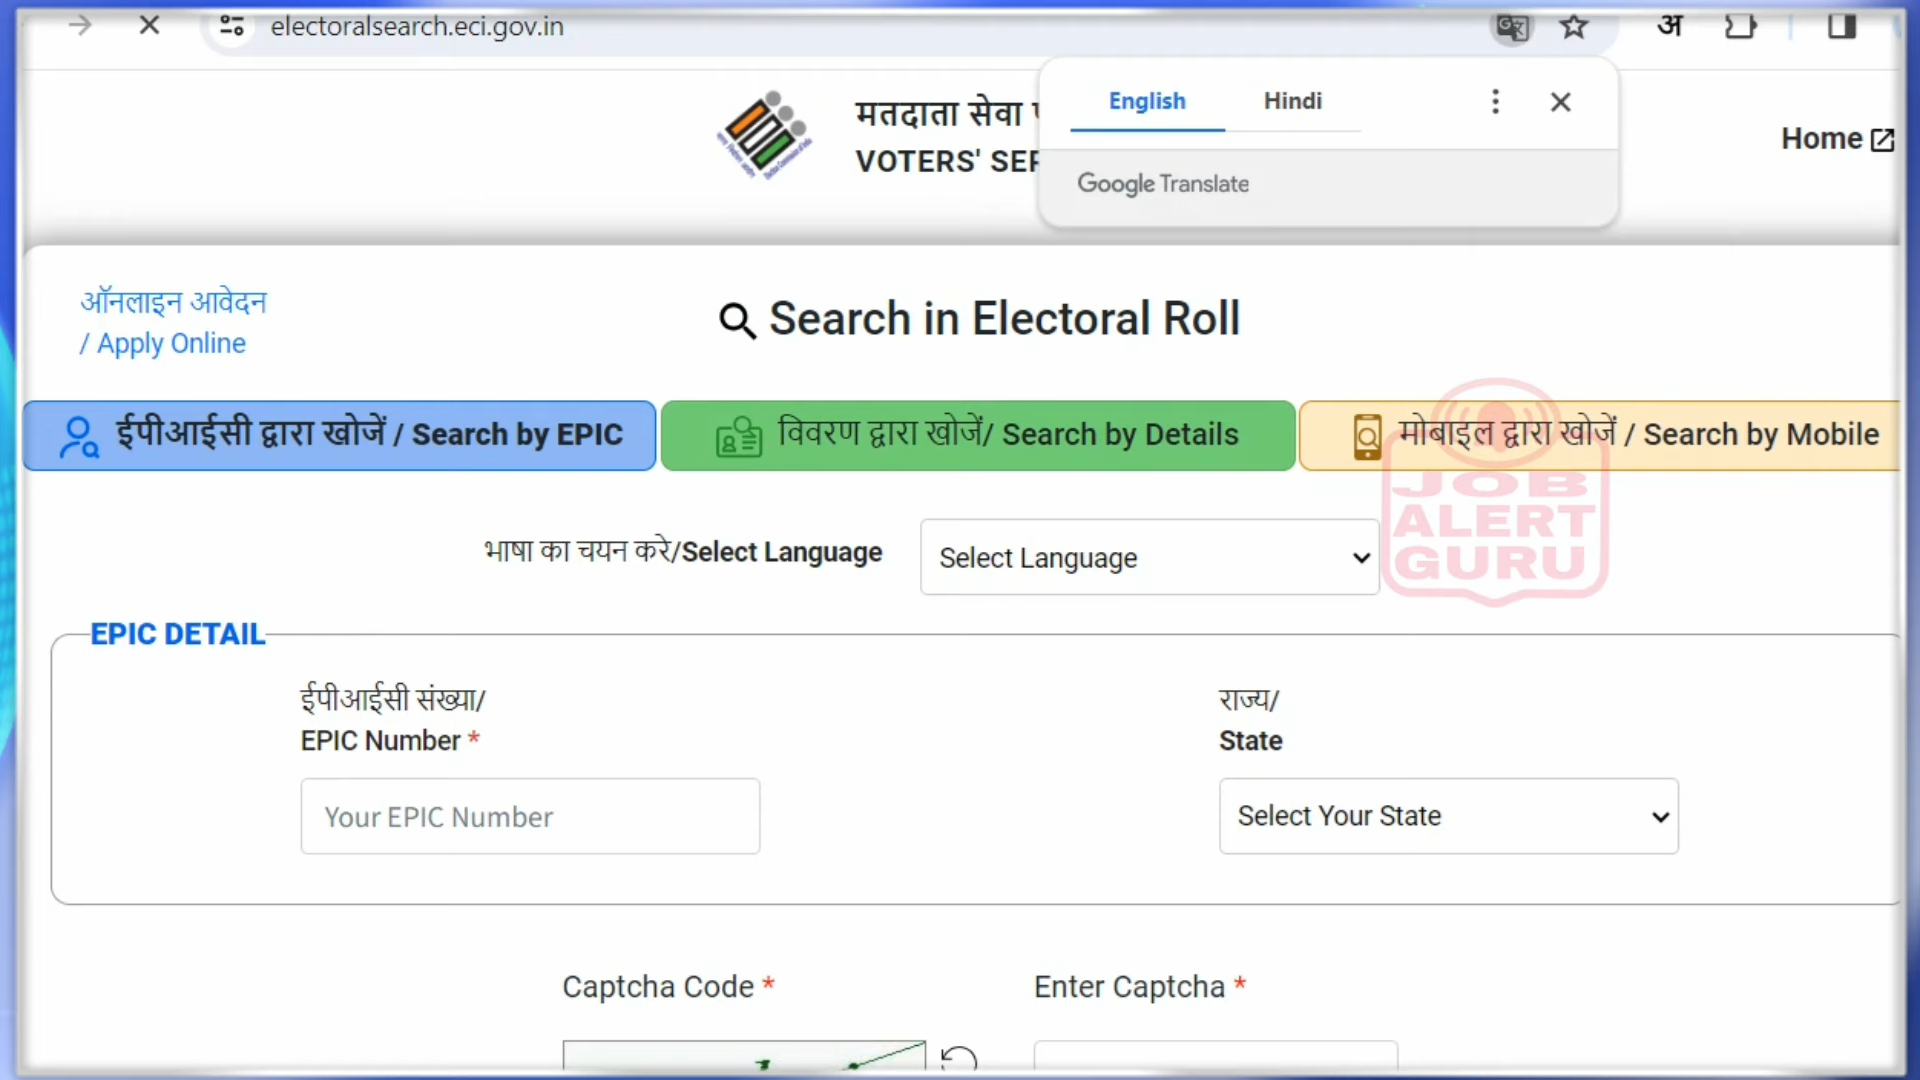 electoralsearch.eci.gov.in
अ
English Hindi
Google Translate
मतदाता सेवा
VOTERS'
Home
ऑनलाइन आवेदन
/ Apply Online
Search in Electoral Roll
ईपीआईसी द्वारा खोजें / Search by EPIC
विवरण द्वारा खोजें/ Search by Details
मोबाइल द्वारा खोजें / Search by Mobile
JOB
ALERT
GURU
भाषा का चयन करे/Select Language
Select Language
EPIC DETAIL
ईपीआईसी संख्या/
EPIC Number *
Your EPIC Number
राज्य/
State
Select Your State
Captcha Code *
Enter Captcha *